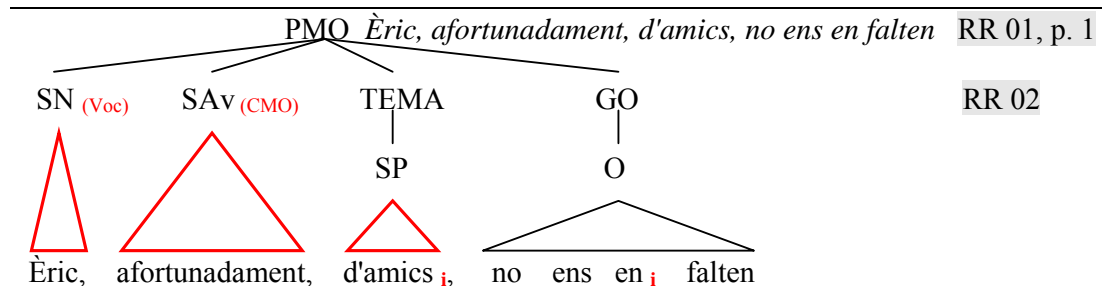 PMO Èric, afortunadament, d'amics, no ens en falten RR 01, p. 1
SN (Voc) SAv (CMO) TEMA GO RR 02
SP O
Èric, afortunadament, d'amics i, no ens en i falten